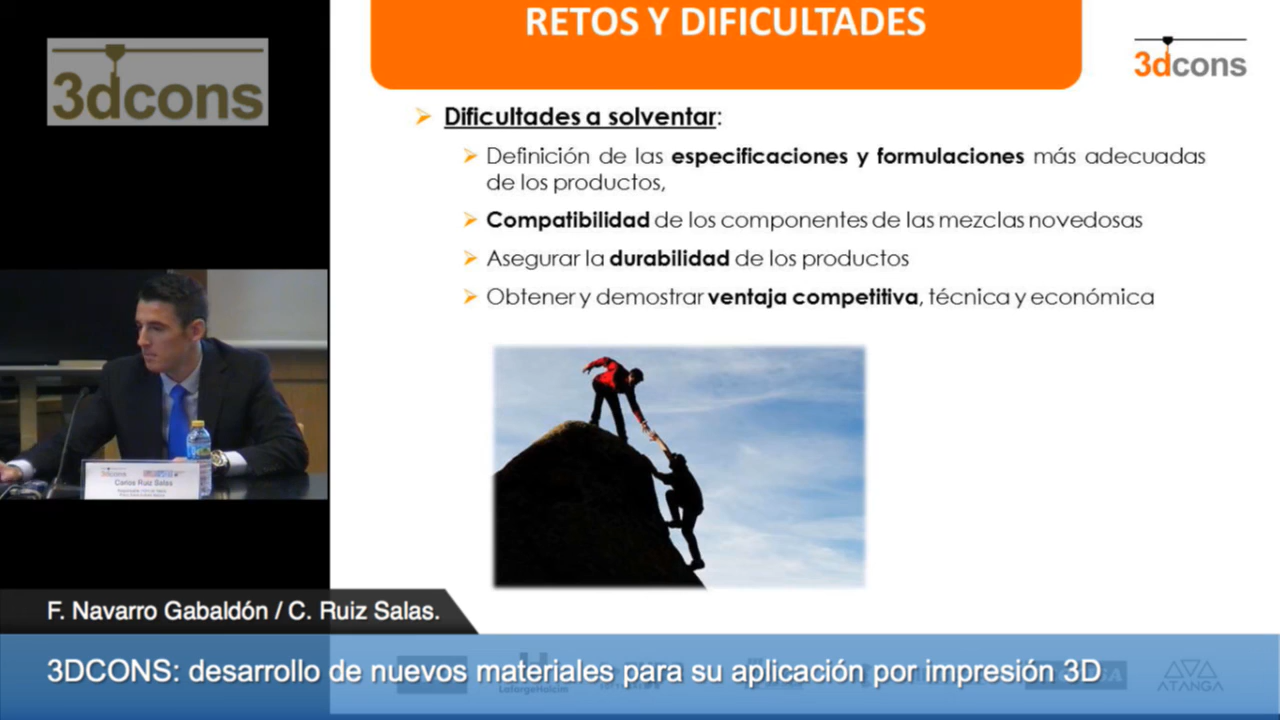 RETOS Y DIFICULTADES
3dcons
3dcons
Dificultades a solventar:
Definición de las especificaciones y formulaciones más adecuadas
de los productos,
Compatibilidad de los componentes de las mezclas novedosas
Asegurar la durabilidad de los productos
Obtener y demostrar ventaja competitiva, técnica y económica
3dcons
Carlos Ruiz Salas
F. Navarro Gabaldón / C. Ruiz Salas.
3DCONS: desarrollo de nuevos materiales para su aplicación por impresión 3D
LafargeHolcim
ATANGA